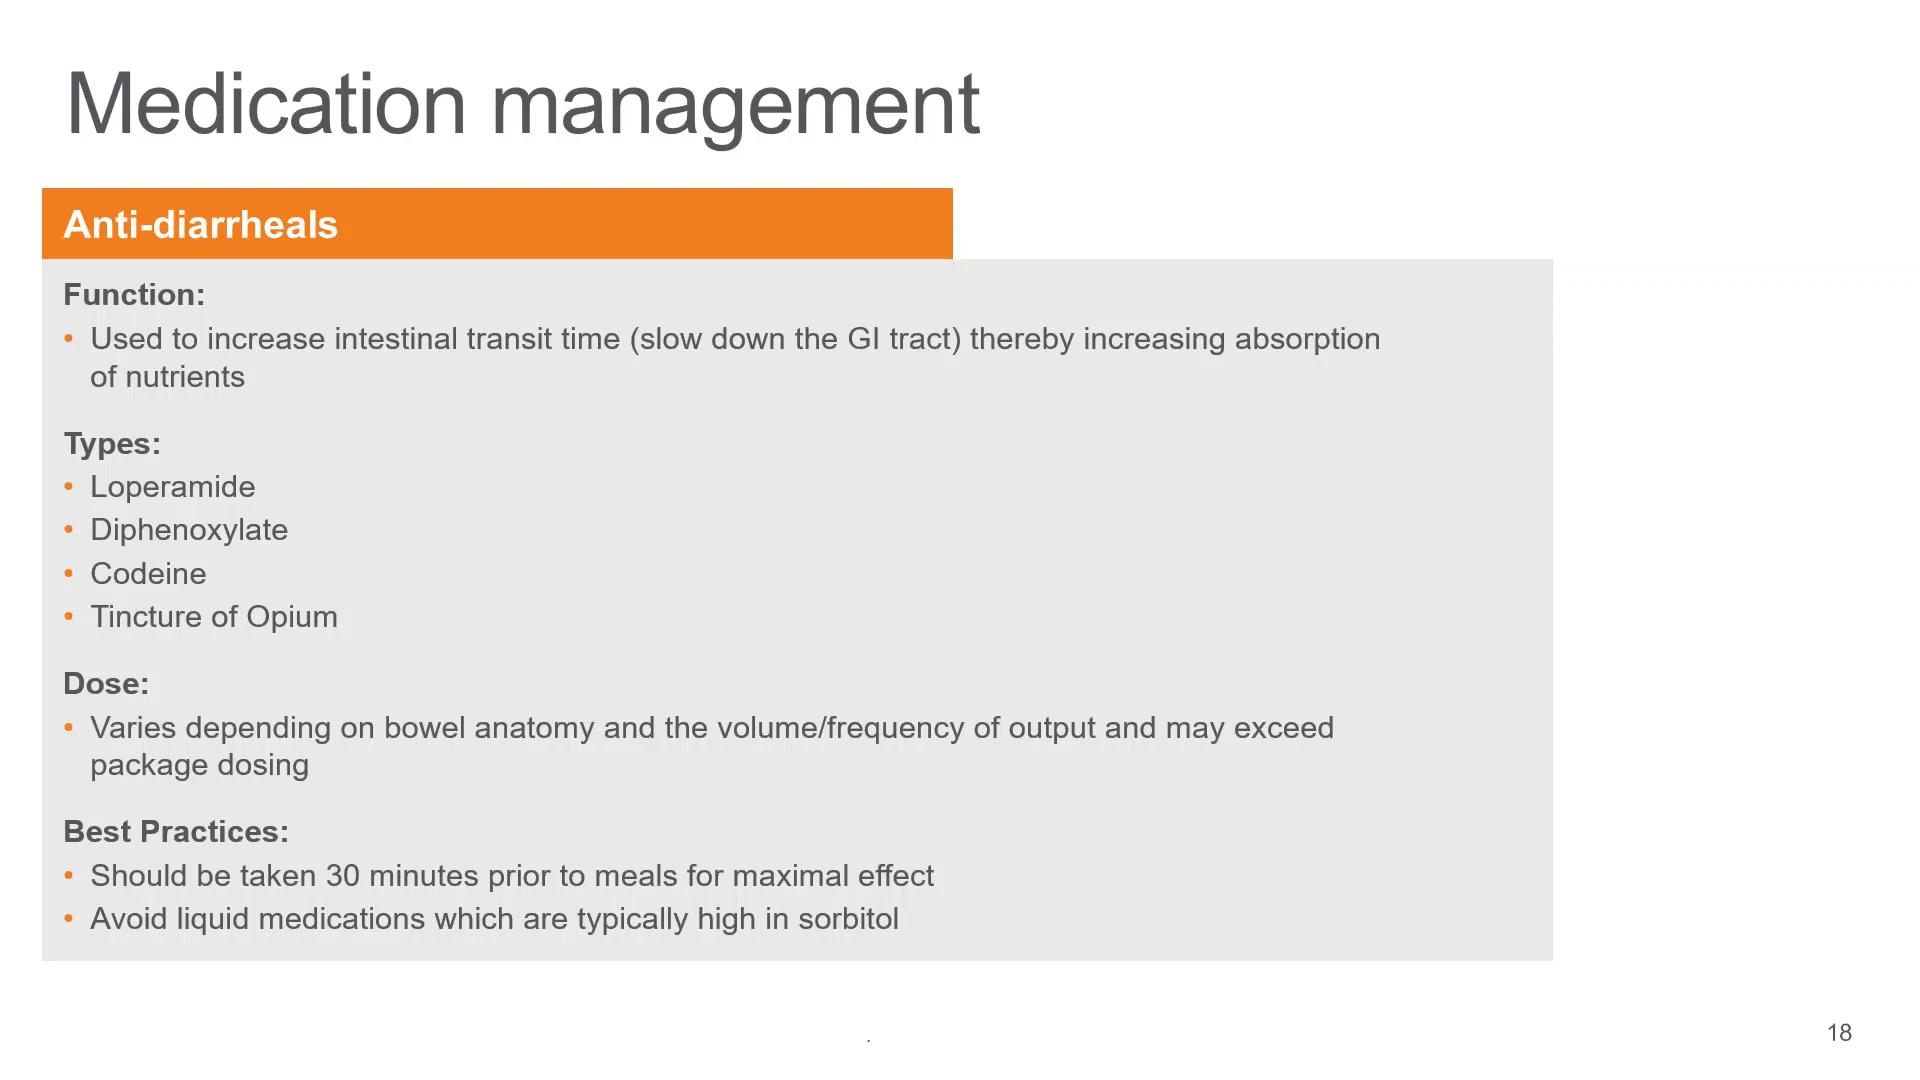 Medication management
Anti-diarrheals
Function:
• Used to increase intestinal transit time (slow down the GI tract) thereby increasing absorption
of nutrients
Types:
• Loperamide
• Diphenoxylate
• Codeine
• Tincture of Opium
Dose:
• Varies depending on bowel anatomy and the volume/frequency of output and may exceed
package dosing
Best Practices:
• Should be taken 30 minutes prior to meals for maximal effect
• Avoid liquid medications which are typically high in sorbitol
.
18